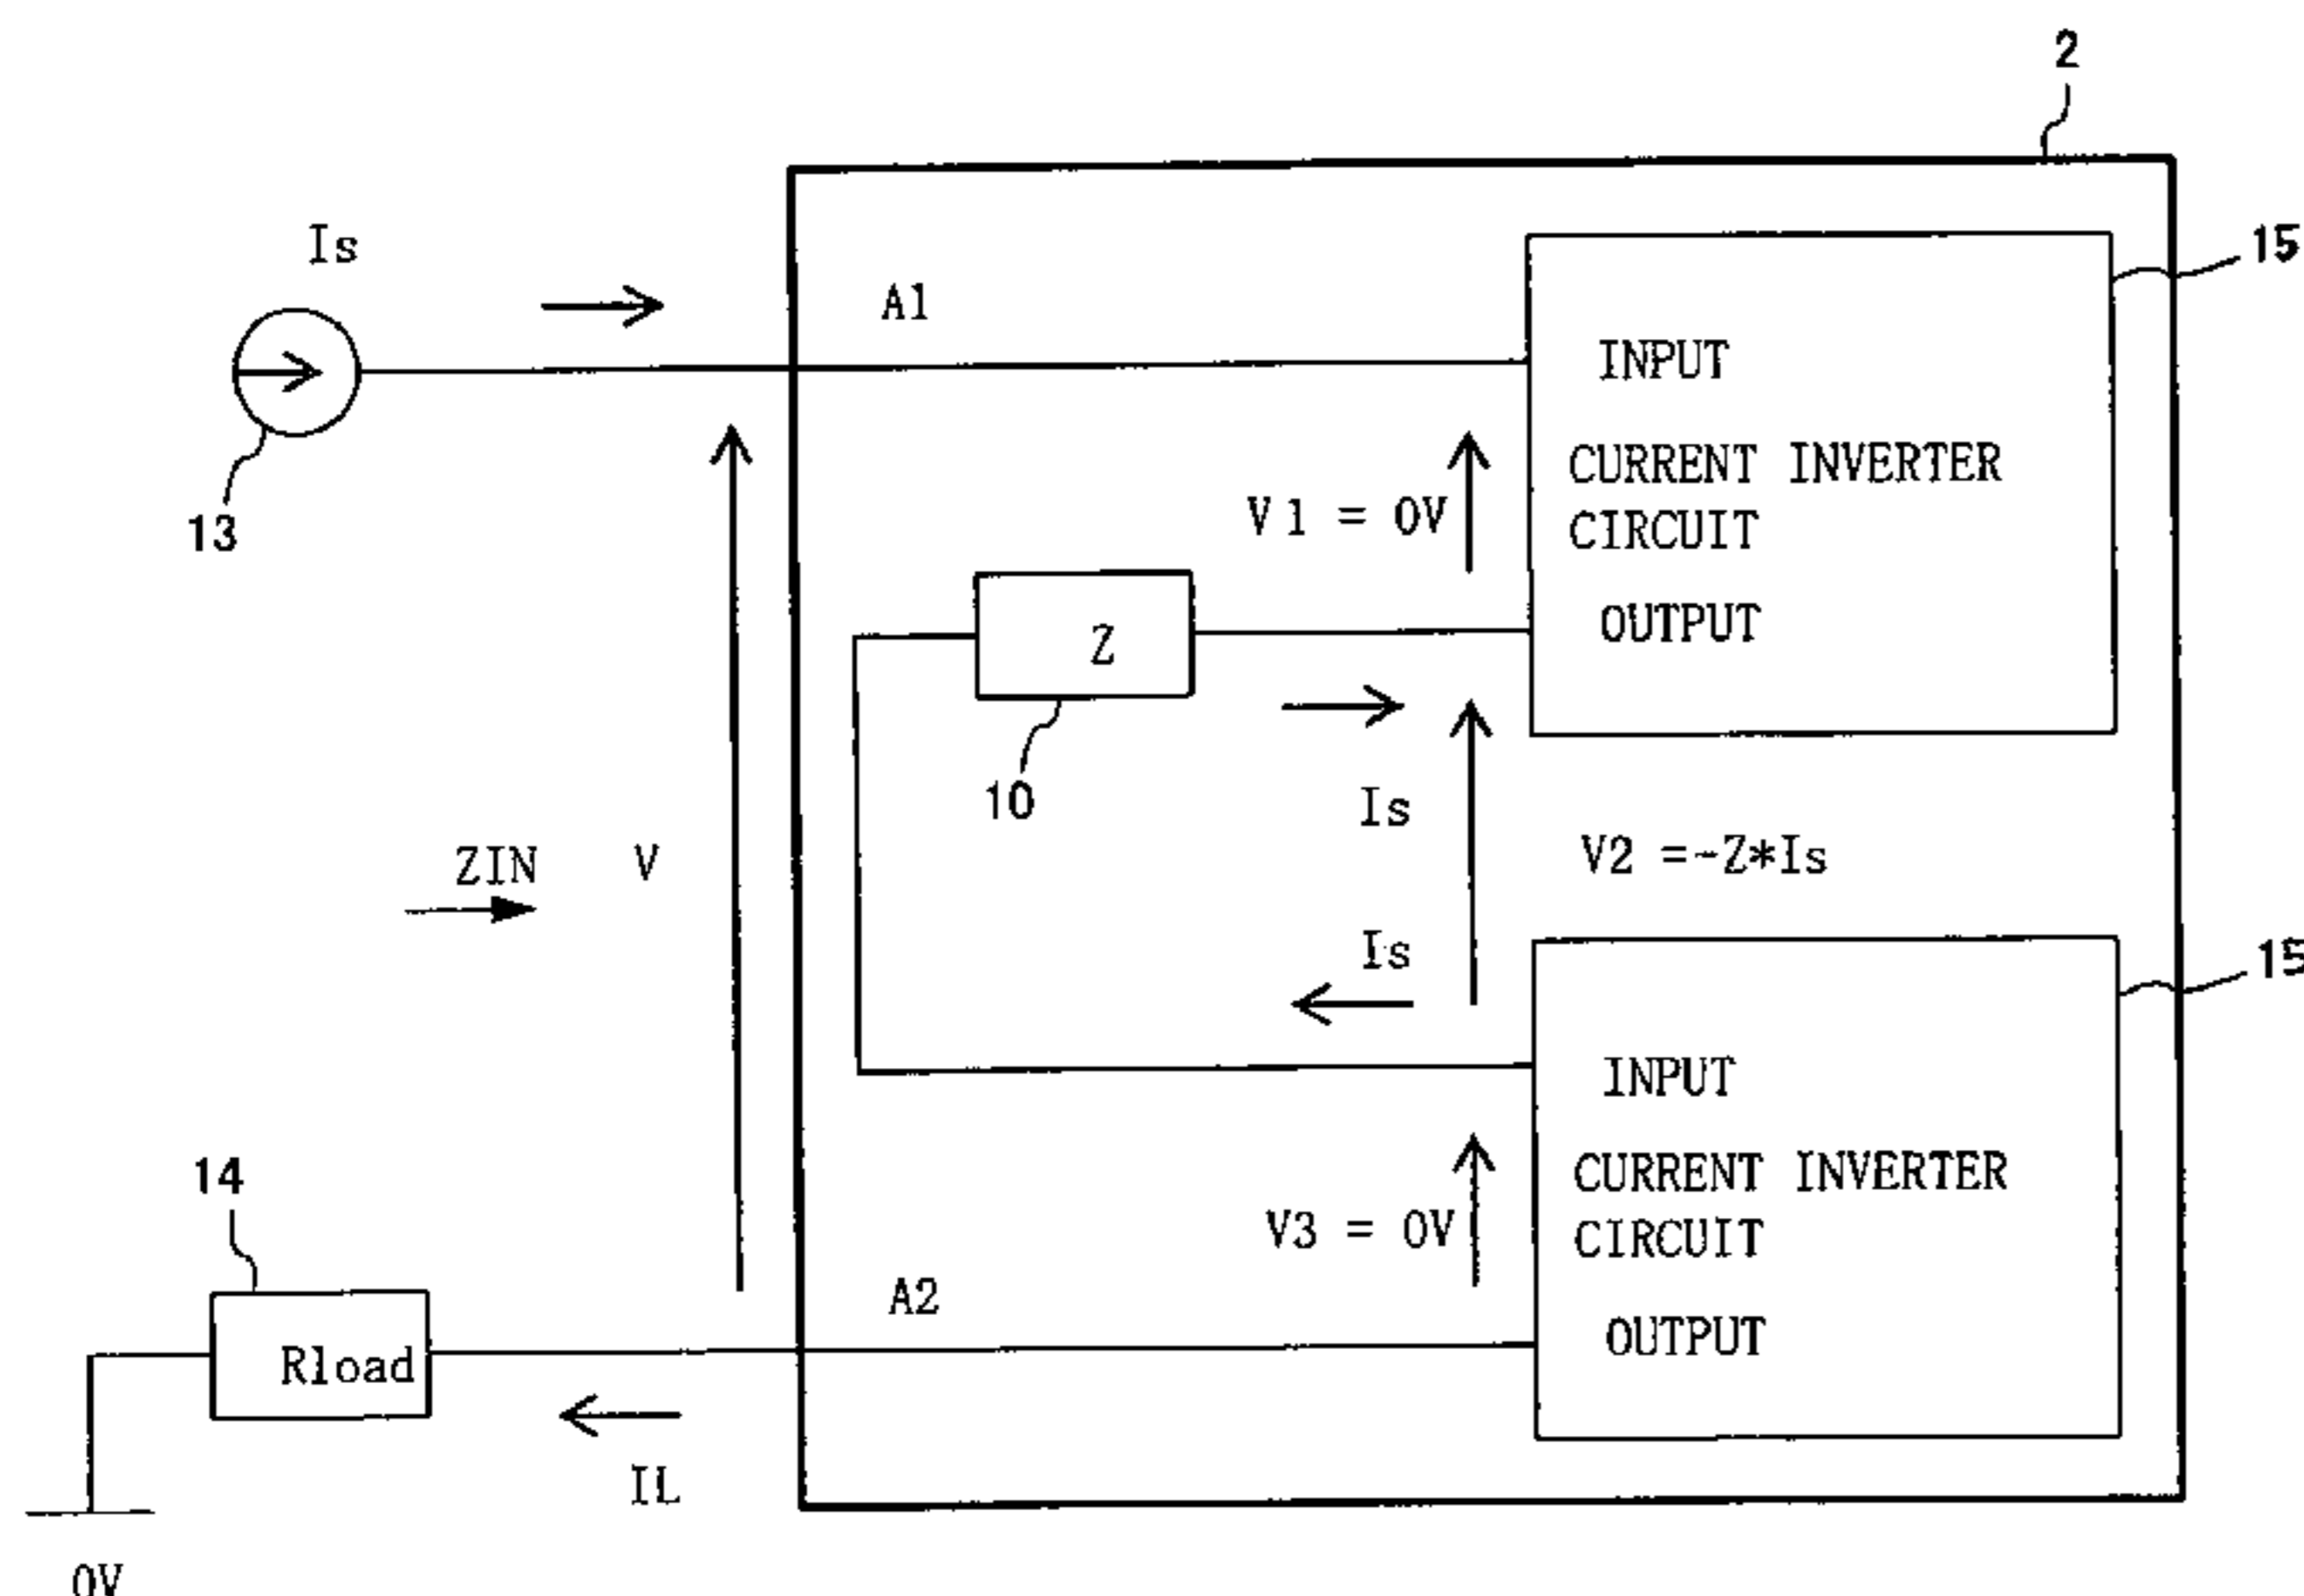 2
Is
15
A1
INPUT
CURRENT INVERTER
CIRCUIT
V1 = 0V
13
OUTPUT
Z
10
Is
ZIN
V
V2 =-Z*Is
Is
15
INPUT
14
CURRENT INVERTER
CIRCUIT
V3 = 0V
A2
OUTPUT
Rload
IL
0V